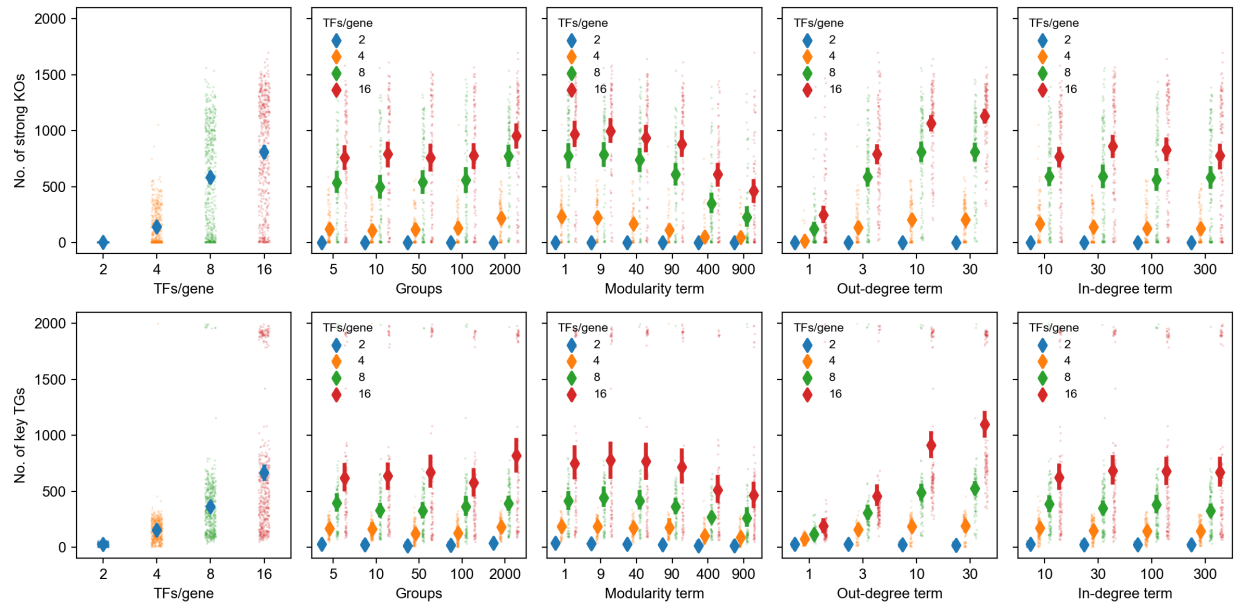 No. of strong KOs
2000
1500
1000
500
0
2 4 8 16
TFs/gene
TFs/gene
2
4
8
16
5 10 50 100 2000
Groups
TFs/gene
2
4
8
16
1 9 40 90 400 900
Modularity term
TFs/gene
2
4
8
16
1 3 10 30
Out-degree term
TFs/gene
2
4
8
16
10 30 100 300
In-degree term
No. of key TGs
2000
1500
1000
500
0
2 4 8 16
TFs/gene
TFs/gene
2
4
8
16
5 10 50 100 2000
Groups
TFs/gene
2
4
8
16
1 9 40 90 400 900
Modularity term
TFs/gene
2
4
8
16
1 3 10 30
Out-degree term
TFs/gene
2
4
8
16
10 30 100 300
In-degree term